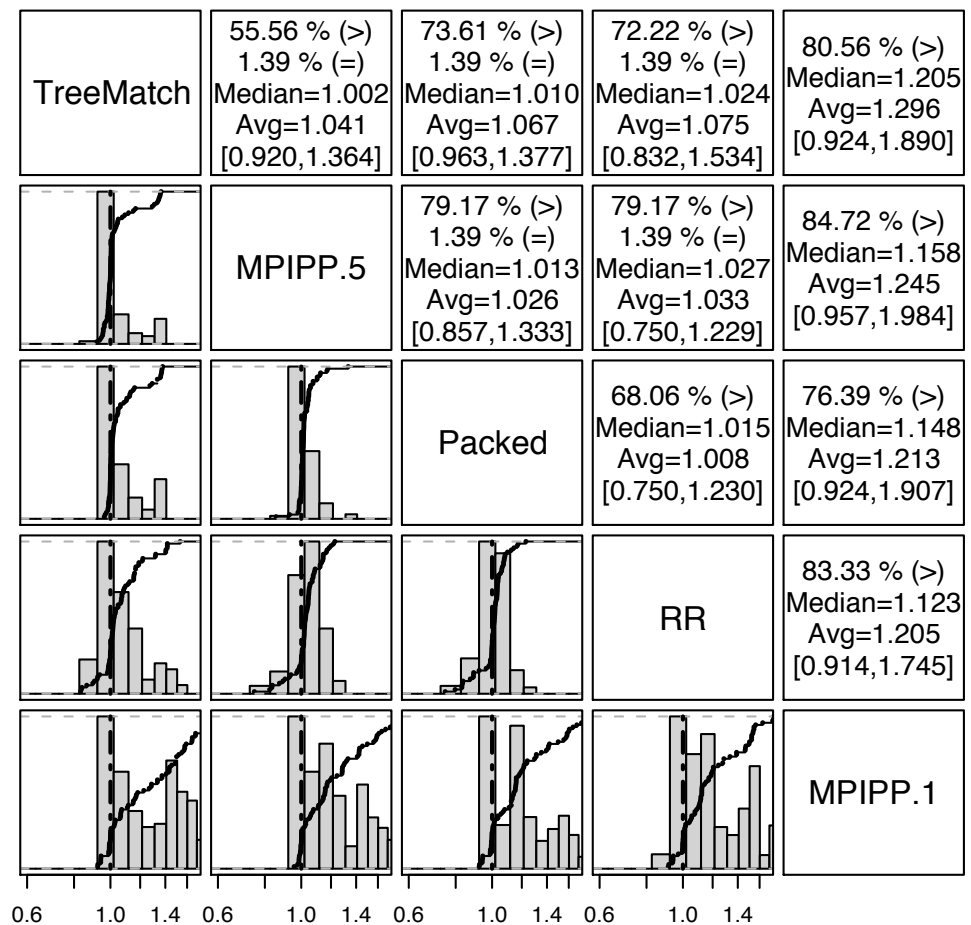 TreeMatch
55.56 % (>)
1.39 % (=)
Median=1.002
Avg=1.041
[0.920,1.364]
73.61 % (>)
1.39 % (=)
Median=1.010
Avg=1.067
[0.963,1.377]
72.22 % (>)
1.39 % (=)
Median=1.024
Avg=1.075
[0.832,1.534]
80.56 % (>)
Median=1.205
Avg=1.296
[0.924,1.890]
MPIPP.5
79.17 % (>)
1.39 % (=)
Median=1.013
Avg=1.026
[0.857,1.333]
79.17 % (>)
1.39 % (=)
Median=1.027
Avg=1.033
[0.750,1.229]
84.72 % (>)
Median=1.158
Avg=1.245
[0.957,1.984]
Packed
68.06 % (>)
Median=1.015
Avg=1.008
[0.750,1.230]
76.39 % (>)
Median=1.148
Avg=1.213
[0.924,1.907]
RR
83.33 % (>)
Median=1.123
Avg=1.205
[0.914,1.745]
MPIPP.1
0.6 1.0 1.4 0.6 1.0 1.4 0.6 1.0 1.4 0.6 1.0 1.4